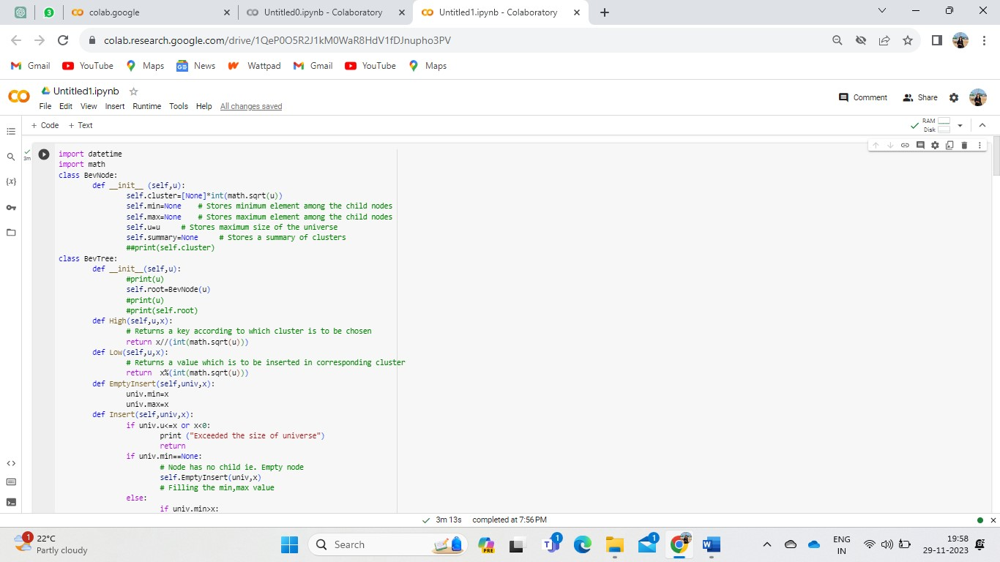 3 colab.google Untitled0.ipynb - Colaboratory Untitled1.ipynb - Colaboratory
colab.research.google.com/drive/1QeP0O5R2J1kM0WaR8HdV1fDJnupho3PV
Gmail YouTube Maps News Wattpad Gmail YouTube Maps
Untitled1.ipynb
File Edit View Insert Runtime Tools Help All changes saved
Comment Share
+ Code + Text
RAM
Disk
3m
{x}
import datetime
import math
class BevNode:
def __init__ (self,u):
self.cluster=[None]*int(math.sqrt(u))
self.min=None # Stores minimum element among the child nodes
self.max=None # Stores maximum element among the child nodes
self.u=u # Stores maximum size of the universe
self.summary=None # Stores a summary of clusters
##print(self.cluster)
class BevTree:
def __init__(self,u):
#print(u)
self.root=BevNode(u)
#print(u)
#print(self.root)
def High(self,u,x):
# Returns a key according to which cluster is to be chosen
return x//(int(math.sqrt(u)))
def Low(self,u,x):
# Returns a value which is to be inserted in corresponding cluster
return x%(int(math.sqrt(u)))
def EmptyInsert(self,univ,x):
univ.min=x
univ.max=x
def Insert(self,univ,x):
if univ.u<=x or x<0:
print ("Exceeded the size of universe")
return
if univ.min==None:
# Node has no child ie. Empty node
self.EmptyInsert(univ,x)
# Filling the min,max value
else:
if univ.min>x:
3m 13s completed at 7:56 PM
1
22°C
Partly cloudy
Search
PRE
1
1
ENG
IN
19:58
29-11-2023